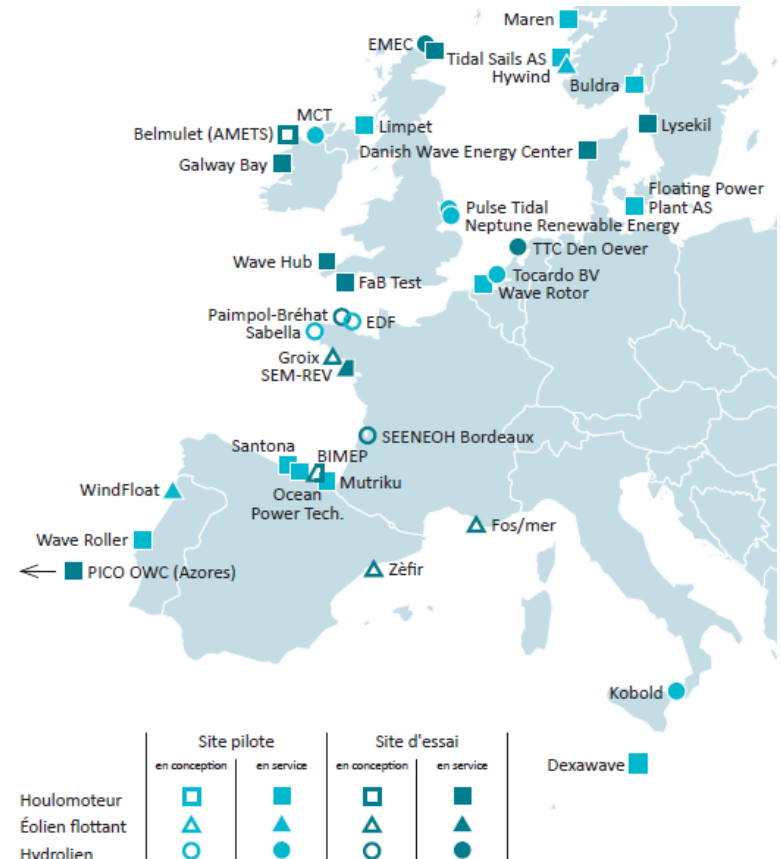 Maren
EMEC
Tidal Sails AS
Hywind
Buldra
MCT
Belmulet (AMETS)
Limpet
Lysekil
Galway Bay
Danish Wave Energy Center
Floating Power
Plant AS
Pulse Tidal
Neptune Renewable Energy
TTC Den Oever
Wave Hub
FaB Test
Tocardo BV
Wave Rotor
Paimpol-Bréhat
EDF
Sabella
Groix
SEM-REV
SEENEOH Bordeaux
Santona
BIMEP
Mutriku
Ocean
Power Tech.
WindFloat
Fos/mer
Wave Roller
PICO OWC (Azores)
Zèfir
Kobold
Dexawave
Site pilote Site d'essai
en conception en service en conception en service
Houlomoteur
Éolien flottant
Hydrolien